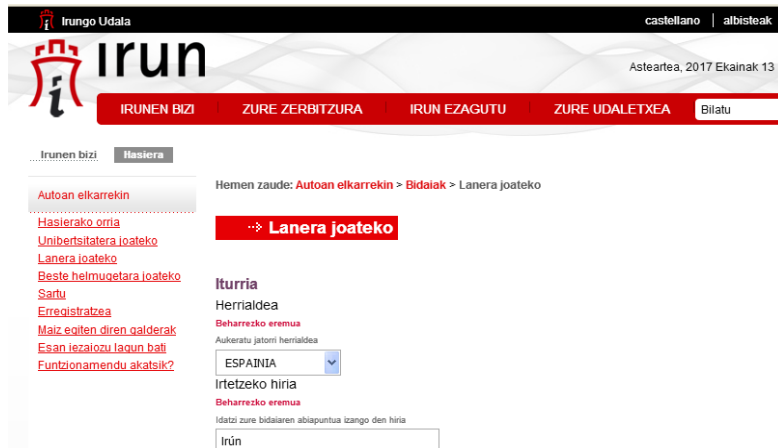 Irungo Udala
castellano | albisteak
irun
Asteartea, 2017 Ekainak 13
IRUNEN BIZI ZURE ZERBITZURA IRUN EZAGUTU ZURE UDALETXEA Bilatu
Irunen bizi Hasiera
Hemen zaude: Autoan elkarrekin > Bidaiak > Lanera joateko
Autoan elkarrekin
Hasierako orria
Unibertsitatera joateko
Lanera joateko
Beste helmugetara joateko
Sartu
Erregistratzea
Maiz egiten diren galderak
Esan iezaiozu lagun bati
Funtzionamendu akatsik?
Lanera joateko
Iturria
Herrialdea
Beharrezko eremua
Aukeratu jatorri herrialdea
ESPAINIA
Irtetzeko hiria
Beharrezko eremua
Idatzi zure bidaiaren abiapuntua izango den hiria
Irún